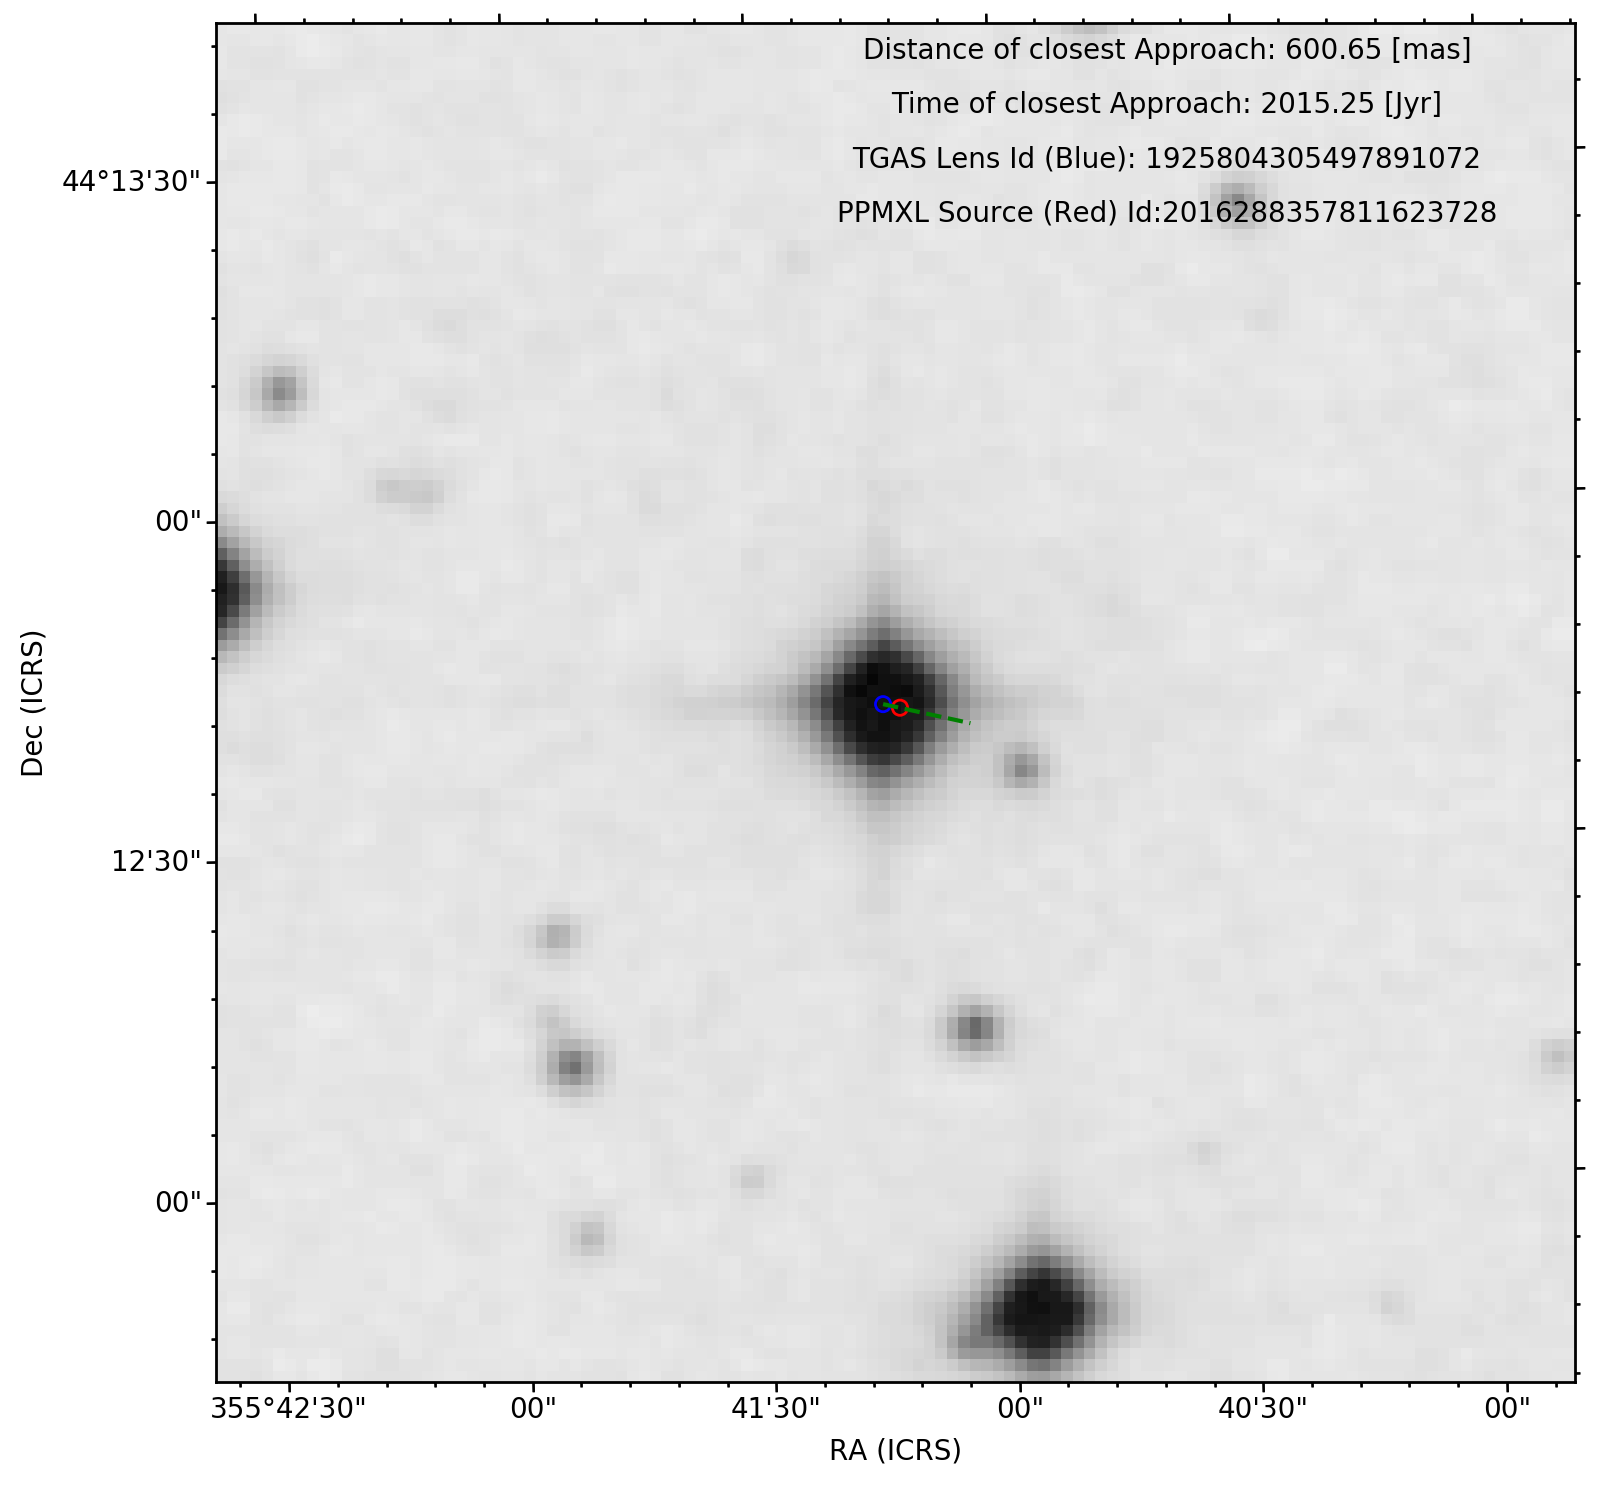 Distance of closest Approach: 600.65 [mas]
Time of closest Approach: 2015.25 [Jyr]
TGAS Lens Id (Blue): 1925804305497891072
PPMXL Source (Red) Id:2016288357811623728
44°13'30"
00"
12'30"
00"
Dec (ICRS)
355°42'30"
00"
41'30"
00"
40'30"
00"
RA (ICRS)